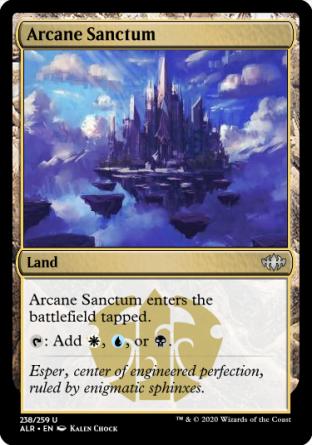 Arcane Sanctum
Land
Arcane Sanctum enters the
battlefield tapped.
: Add , , or .
Esper, center of engineered perfection,
ruled by enigmatic sphinxes.
238/259 U
ALR • EN Kalen Chock
™ & © 2020 Wizards of the Coast